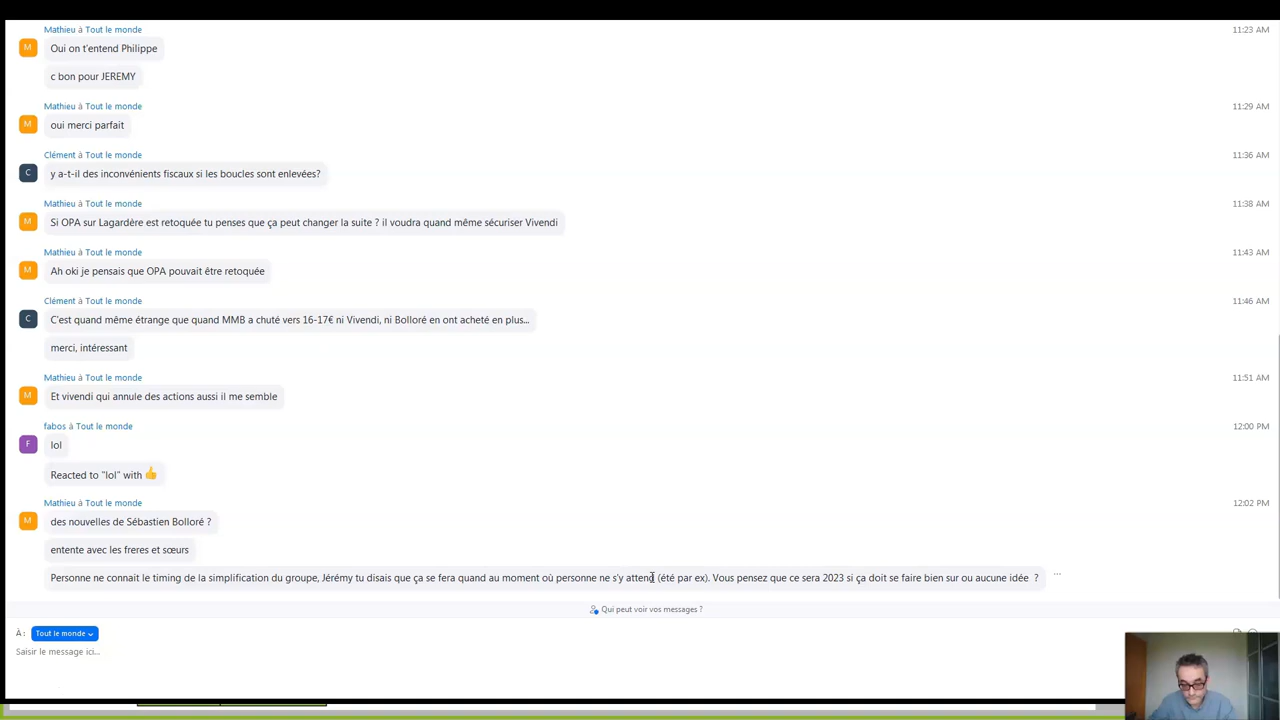 Mathieu à Tout le monde
11:23 AM
M
Oui on t'entend Philippe
c bon pour JEREMY
Mathieu à Tout le monde
11:29 AM
M
oui merci parfait
Clément à Tout le monde
11:36 AM
C
y a-t-il des inconvénients fiscaux si les boucles sont enlevées?
Mathieu à Tout le monde
11:38 AM
M
Si OPA sur Lagardère est retoquée tu penses que ça peut changer la suite ? il voudra quand même sécuriser Vivendi
Mathieu à Tout le monde
11:43 AM
M
Ah oki je pensais que OPA pouvait être retoquée
Clément à Tout le monde
11:46 AM
C
C'est quand même étrange que quand MMB a chuté vers 16-17€ ni Vivendi, ni Bolloré en ont acheté en plus...
merci, intéressant
Mathieu à Tout le monde
11:51 AM
M
Et vivendi qui annule des actions aussi il me semble
fabos à Tout le monde
12:00 PM
F
lol
Reacted to "lol" with 👍
Mathieu à Tout le monde
12:02 PM
M
des nouvelles de Sébastien Bolloré ?
entente avec les freres et sœurs
Personne ne connait le timing de la simplification du groupe, Jérémy tu disais que ça se fera quand au moment où personne ne s'y attend (été par ex). Vous pensez que ce sera 2023 si ça doit se faire bien sur ou aucune idée ?
...
Qui peut voir vos messages ?
À : Tout le monde
Saisir le message ici...